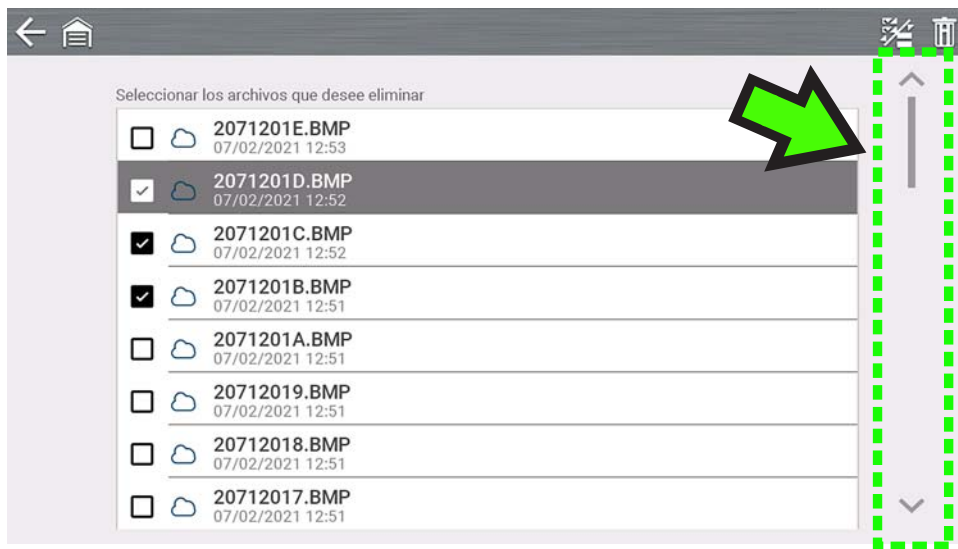 Seleccionar los archivos que desee eliminar
2071201E.BMP
07/02/2021 12:53
2071201D.BMP
07/02/2021 12:52
2071201C.BMP
07/02/2021 12:52
2071201B.BMP
07/02/2021 12:51
2071201A.BMP
07/02/2021 12:51
20712019.BMP
07/02/2021 12:51
20712018.BMP
07/02/2021 12:51
20712017.BMP
07/02/2021 12:51